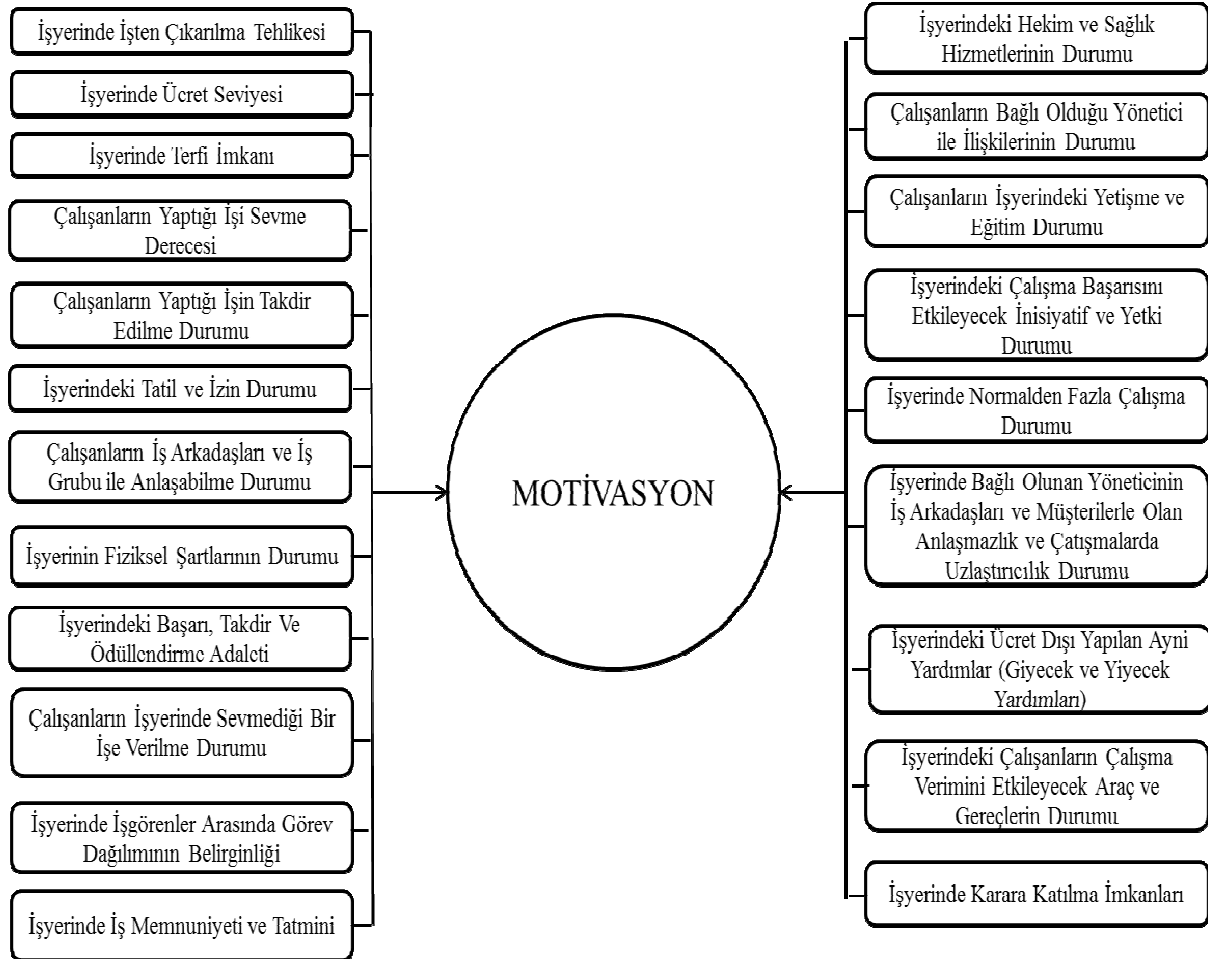 İşyerinde İşten Çıkarılma Tehlikesi
İşyerinde Ücret Seviyesi
İşyerinde Terfi İmkanı
Çalışanların Yaptığı İşi Sevme
Derecesi
Çalışanların Yaptığı İşin Takdir
Edilme Durumu
İşyerindeki Tatil ve İzin Durumu
Çalışanların İş Arkadaşları ve İş
Grubu ile Anlaşabilme Durumu
İşyerinin Fiziksel Şartlarının Durumu
İşyerindeki Başarı, Takdir Ve
Ödüllendirme Adaleti
Çalışanların İşyerinde Sevmediği Bir
İşe Verilme Durumu
İşyerinde İşgörenler Arasında Görev
Dağılımının Belirginliği
İşyerinde İş Memnuniyeti ve Tatmini
MOTİVASYON
İşyerindeki Hekim ve Sağlık
Hizmetlerinin Durumu
Çalışanların Bağlı Olduğu Yönetici
ile İlişkilerinin Durumu
Çalışanların İşyerindeki Yetişme ve
Eğitim Durumu
İşyerindeki Çalışma Başarısını
Etkileyecek İnisiyatif ve Yetki
Durumu
İşyerinde Normalden Fazla Çalışma
Durumu
İşyerinde Bağlı Olunan Yöneticinin
İş Arkadaşları ve Müşterilerle Olan
Anlaşmazlık ve Çatışmalarda
Uzlaştırıcılık Durumu
İşyerindeki Ücret Dışı Yapılan Ayni
Yardımlar (Giyecek ve Yiyecek
Yardımları)
İşyerindeki Çalışanların Çalışma
Verimini Etkileyecek Araç ve
Gereçlerin Durumu
İşyerinde Karara Katılma İmkanları